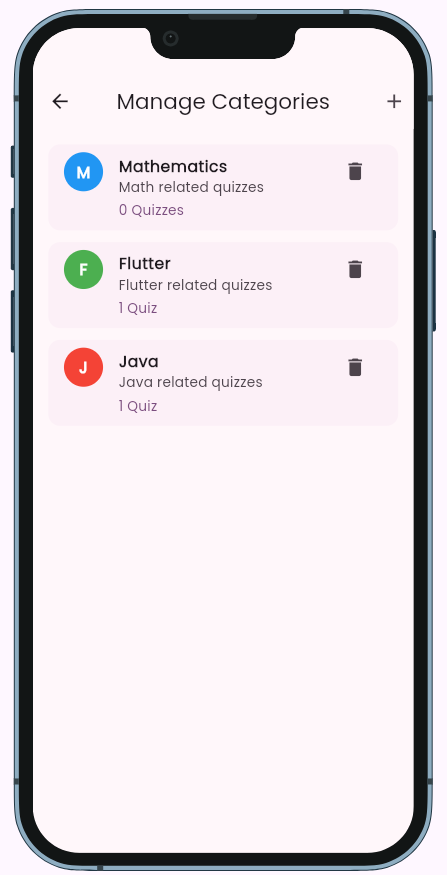 Manage Categories
M
Mathematics
Math related quizzes
0 Quizzes
F
Flutter
Flutter related quizzes
1 Quiz
J
Java
Java related quizzes
1 Quiz